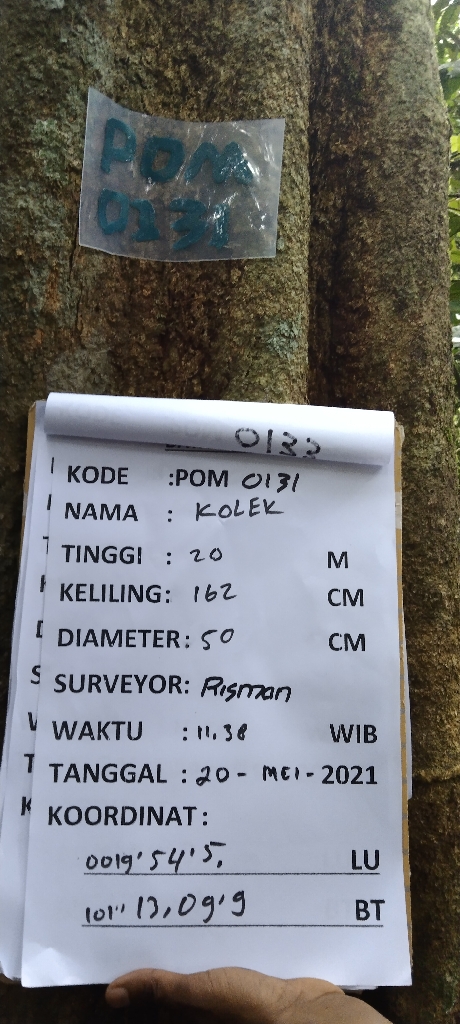 POM
0131
0133
KODE :POM 0131
NAMA : KOLEK
TINGGI : 20 M
KELILING: 162 CM
DIAMETER: 50 CM
SURVEYOR: Risman
WAKTU : 11.38 WIB
TANGGAL : 20 - MEI - 2021
KOORDINAT:
0019'54'5, LU
101'' 13,09'9 BT